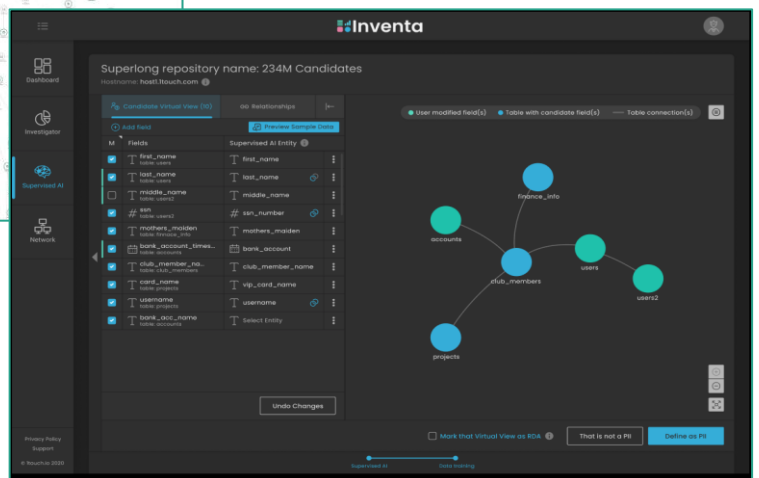 Inventa
Dashboard
Investigator
Supervised AI
Network
Privacy Policy
Support
Superlong repository name: 234M Candidates
Hostname: host1.1touch.com
Candidate Virtual View (10)
Relationships
Add field
Preview Sample Data
M Fields Supervised AI Entity
first_name first_name
table: users
last_name last_name
table: users
middle_name middle_name
table: users2
ssn ssn_number
table: users2
mothers_maiden mothers_maiden
table: finnace_info
bank_account_times... bank_account
table: accounts
club_member_na... club_member_name
table: club_members
card_name vip_card_name
table: projects
username username
table: projects
bank_acc_name Select Entity
table: accounts
Undo Changes
User modified field(s) Table with candidate field(s) Table connection(s)
finance_info
accounts
users
club_members
users2
projects
Mark that Virtual View as RDA
That is not a PII
Define as PII
Supervised AI Data training